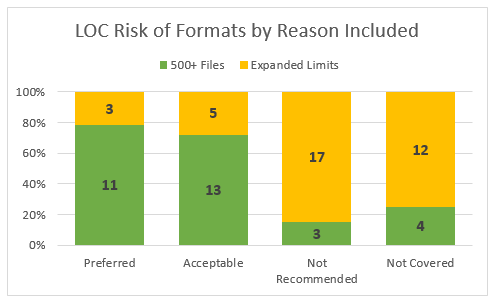 LOC Risk of Formats by Reason Included
500+ Files Expanded Limits
100%
80%
60%
40%
20%
0%
3 5 17 12
11 13 3 4
Preferred Acceptable Not Recommended Not Covered